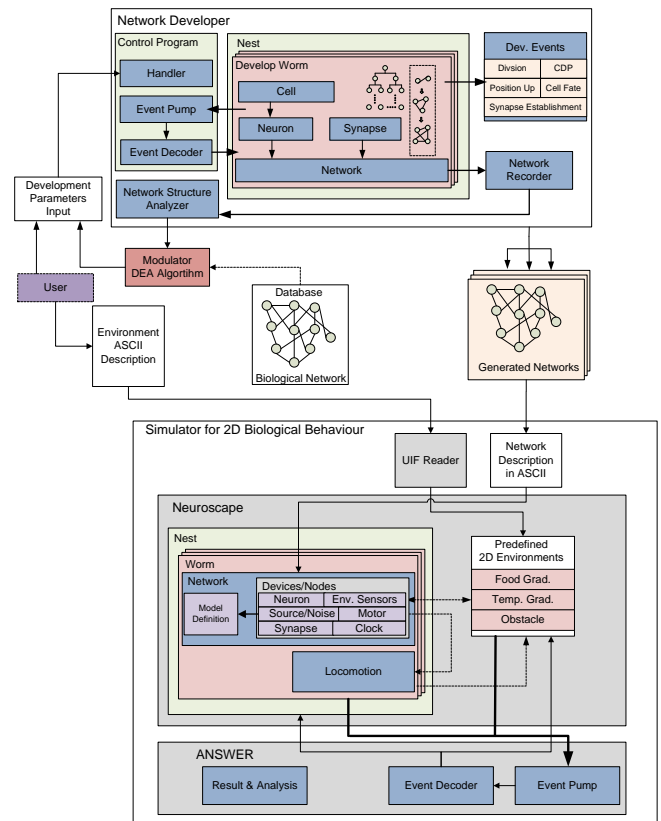 Network Developer
Control Program
Handler
Event Pump
Event Decoder
Nest
Develop Worm
Cell
Neuron
Synapse
Network
Dev. Events
Divsion
CDP
Position Up
Cell Fate
Synapse Establishment
Network
Recorder
Network Structure
Analyzer
Development
Parameters
Input
Modulator
DEA Algortihm
User
Environment
ASCII
Description
Database
Biological Network
Generated Networks
Simulator for 2D Biological Behaviour
UIF Reader
Network
Description
in ASCII
Neuroscape
Nest
Worm
Network
Model
Definition
Devices/Nodes
Neuron
Env. Sensors
Source/Noise
Motor
Synapse
Clock
Locomotion
Predefined
2D Environments
Food Grad.
Temp. Grad.
Obstacle
ANSWER
Result & Analysis
Event Decoder
Event Pump